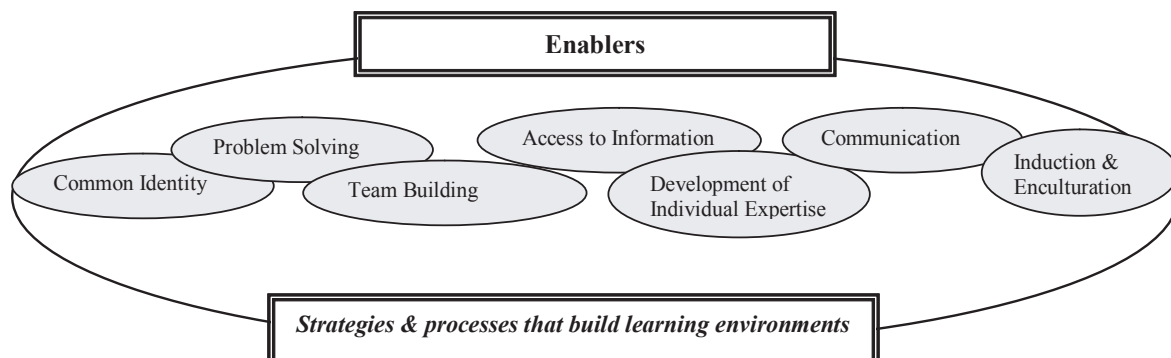 Enablers
Common Identity
Problem Solving
Team Building
Access to Information
Development of
Individual Expertise
Communication
Induction &
Enculturation
Strategies & processes that build learning environments